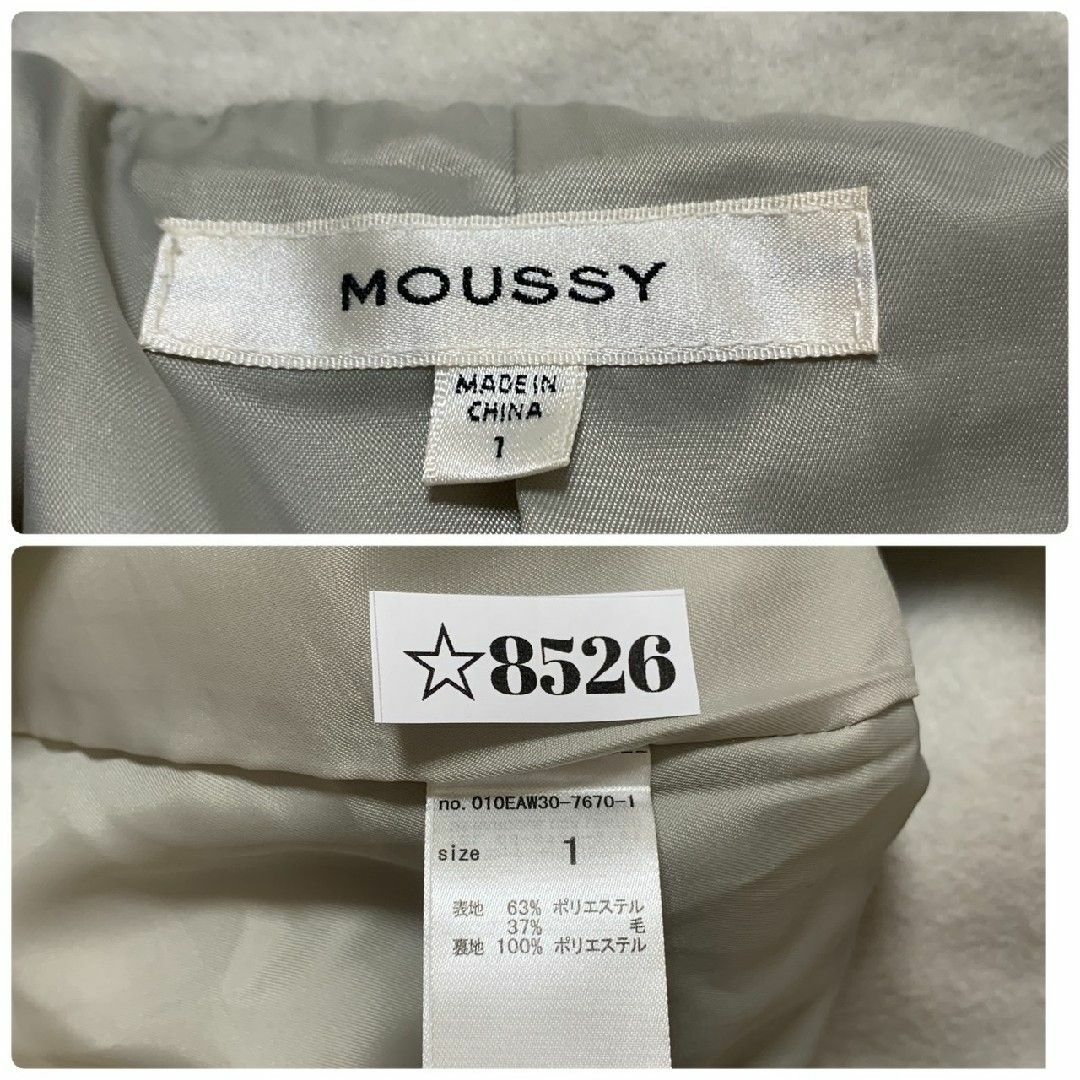 MOUSSY
MADE IN
CHINA
1
☆8526
no. 010EAW30-7670-1
size 1
表地 63% ポリエステル
37% 毛
裏地 100% ポリエステル